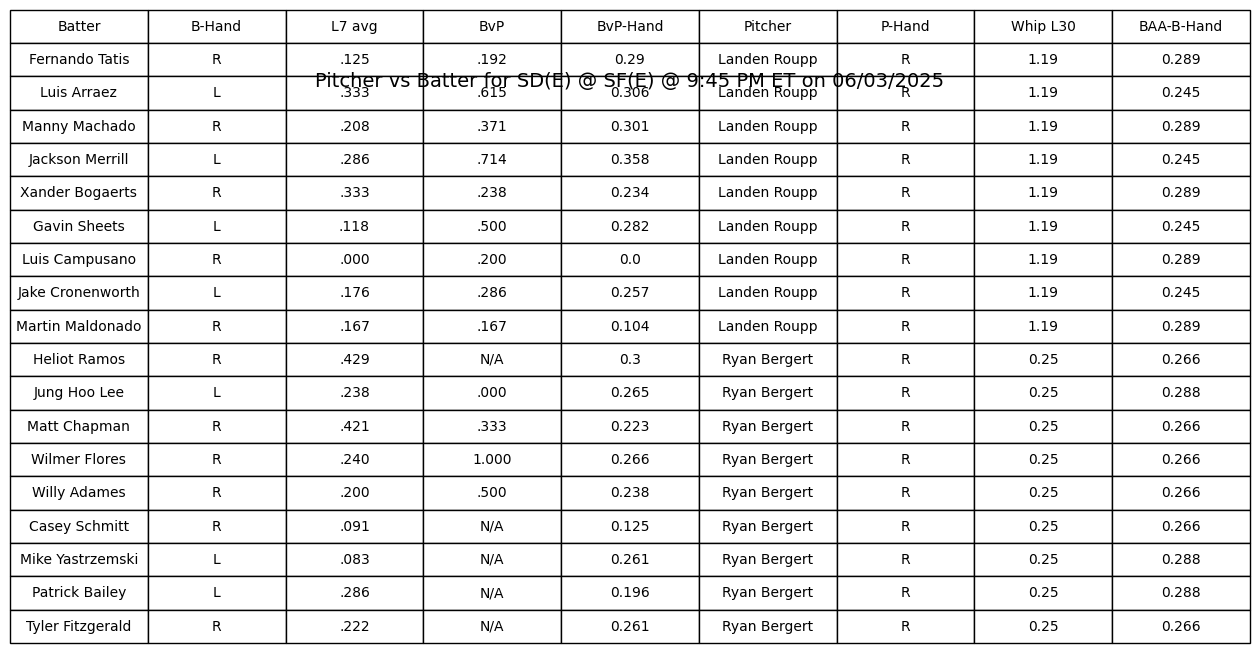 Batter B-Hand L7 avg BvP BvP-Hand Pitcher P-Hand Whip L30 BAA-B-Hand
Fernando Tatis R .125 .192 0.29 Landen Roupp R 1.19 0.289
Pitcher vs Batter for SD(E) @ SF(E) @ 9:45 PM ET on 06/03/2025
Luis Arraez L .333 .615 0.306 Landen Roupp R 1.19 0.245
Manny Machado R .208 .371 0.301 Landen Roupp R 1.19 0.289
Jackson Merrill L .286 .714 0.358 Landen Roupp R 1.19 0.245
Xander Bogaerts R .333 .238 0.234 Landen Roupp R 1.19 0.289
Gavin Sheets L .118 .500 0.282 Landen Roupp R 1.19 0.245
Luis Campusano R .000 .200 0.0 Landen Roupp R 1.19 0.289
Jake Cronenworth L .176 .286 0.257 Landen Roupp R 1.19 0.245
Martin Maldonado R .167 .167 0.104 Landen Roupp R 1.19 0.289
Heliot Ramos R .429 N/A 0.3 Ryan Bergert R 0.25 0.266
Jung Hoo Lee L .238 .000 0.265 Ryan Bergert R 0.25 0.288
Matt Chapman R .421 .333 0.223 Ryan Bergert R 0.25 0.266
Wilmer Flores R .240 1.000 0.266 Ryan Bergert R 0.25 0.266
Willy Adames R .200 .500 0.238 Ryan Bergert R 0.25 0.266
Casey Schmitt R .091 N/A 0.125 Ryan Bergert R 0.25 0.266
Mike Yastrzemski L .083 N/A 0.261 Ryan Bergert R 0.25 0.288
Patrick Bailey L .286 N/A 0.196 Ryan Bergert R 0.25 0.288
Tyler Fitzgerald R .222 N/A 0.261 Ryan Bergert R 0.25 0.266